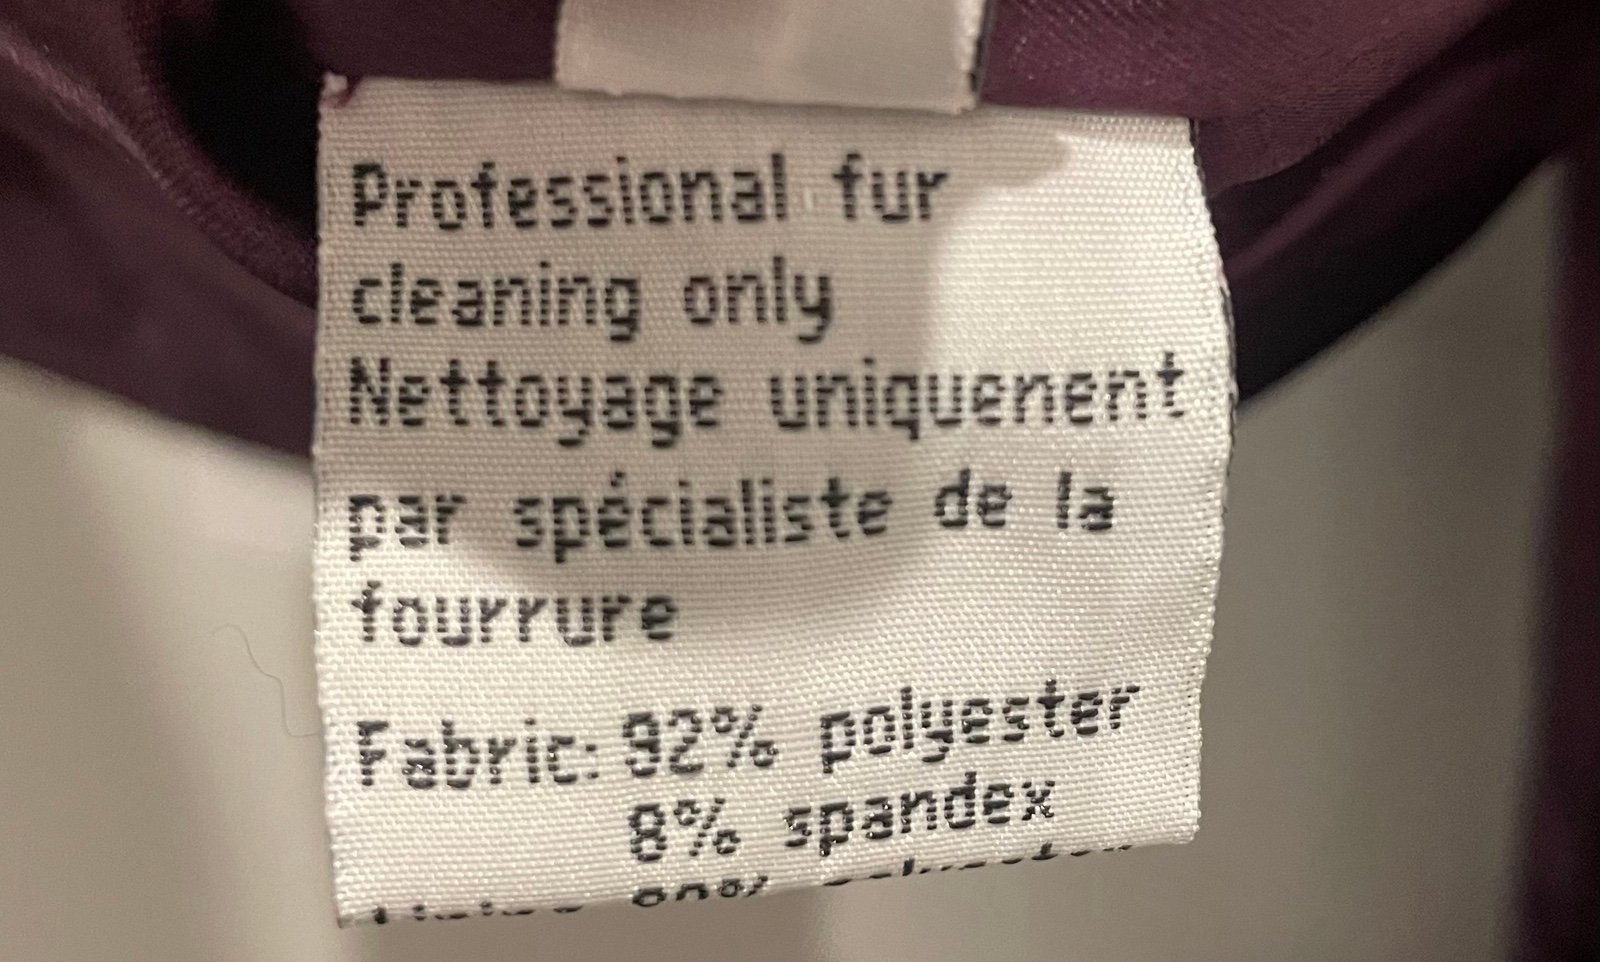 Professional fur
cleaning only
Nettoyage uniquenent
par spécialiste de la
fourrure
Fabric: 92% polyester
8% spandex